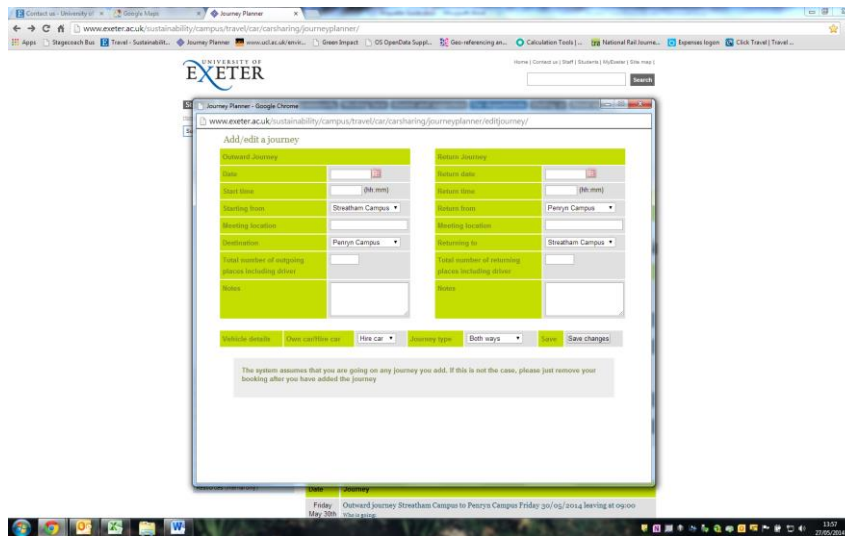 Contact us - University of
Google Maps
Journey Planner
www.exeter.ac.uk/sustainability/campus/travel/car/carsharing/journeyplanner/
Apps Stagecoach Bus Travel - Sustainabilit... Journey Planner www.ucl.ac.uk/envir... Green Impact OS OpenData Suppl... Geo-referencing an... Calculation Tools | ... National Rail Journe... Expenses logon Click Travel | Travel ...
UNIVERSITY OF
EXETER
Home | Contact us | Staff | Students | MyExeter | Site map |
Search
Journey Planner - Google Chrome
www.exeter.ac.uk/sustainability/campus/travel/car/carsharing/journeyplanner/editjourney/
Add/edit a journey
Outward Journey Return Journey
Date Return date
Start time (hh:mm) Return time (hh:mm)
Starting from Streatham Campus Return from Penryn Campus
Meeting location Meeting location
Destination Penryn Campus Returning to Streatham Campus
Total number of outgoing Total number of returning
places including driver places including driver
Notes Notes
Vehicle details Own car/Hire car Hire car Journey type Both ways Save Save changes
The system assumes that you are going on any journey you add. If this is not the case, please just remove your
booking after you have added the journey
Date Journey
Friday Outward journey Streatham Campus to Penryn Campus Friday 30/05/2014 leaving at 09:00
May 30th Who is going:
13:57
27/05/2014